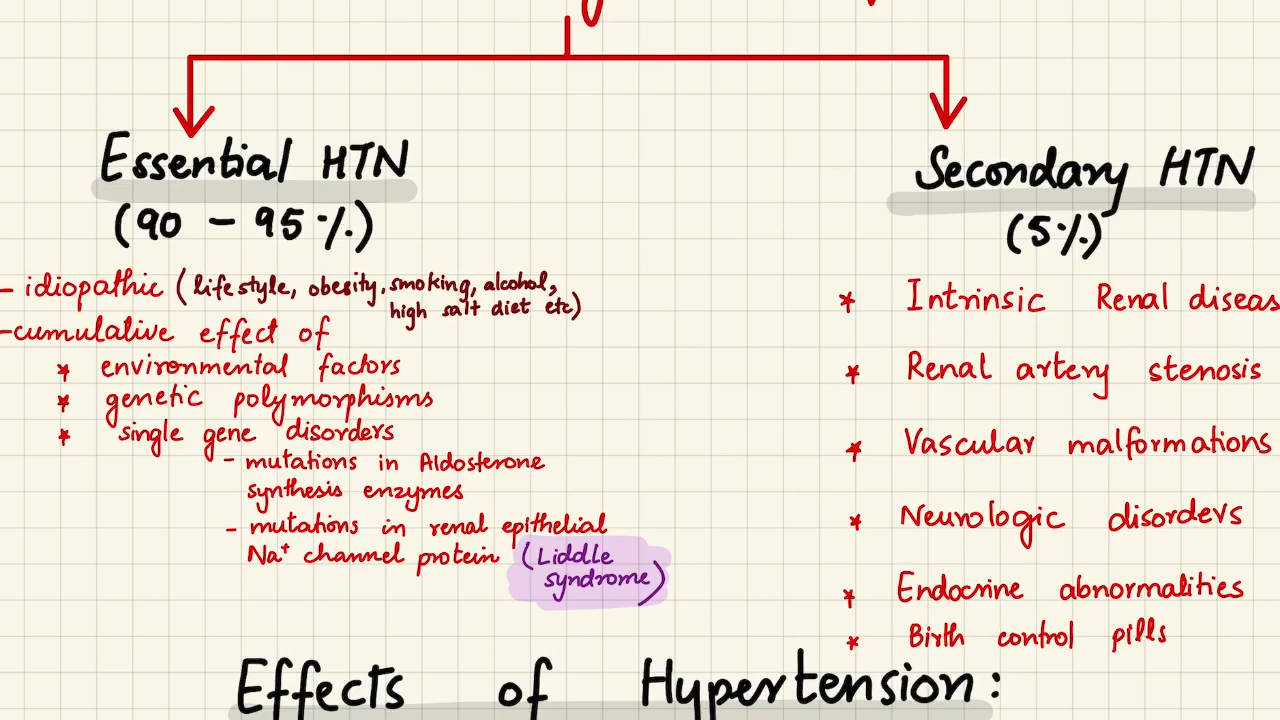 Essential HTN
(90 - 95%)
- idiopathic (lifestyle, obesity, smoking, alcohol,
high salt diet etc)
- cumulative effect of
* environmental factors
* genetic polymorphisms
* single gene disorders
- mutations in Aldosterone
synthesis enzymes
- mutations in renal epithelial
Na⁺ channel protein (Liddle
syndrome)
Secondary HTN
(5%)
* Intrinsic Renal diseas
* Renal artery stenosis
* Vascular malformations
* Neurologic disorders
* Endocrine abnormalities
* Birth control pills
Effects of Hypertension: